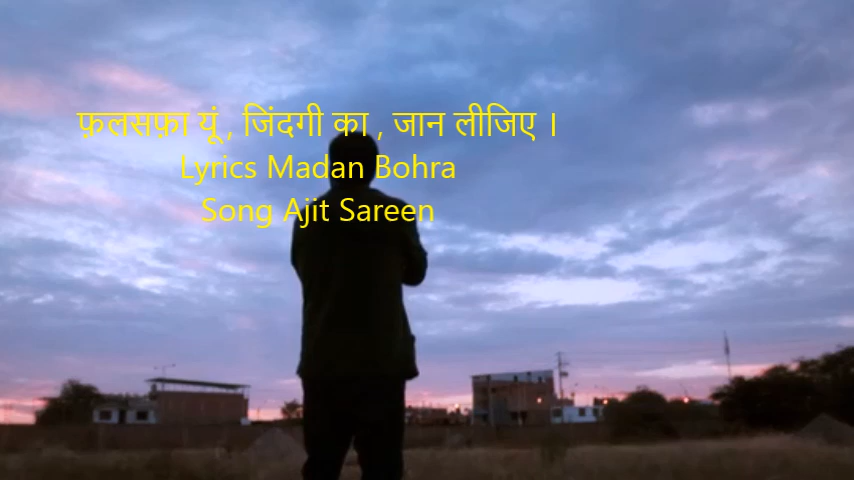 फ़लसफ़ा यूं , जिंदगी का , जान लीजिए ।
Lyrics Madan Bohra
Song Ajit Sareen